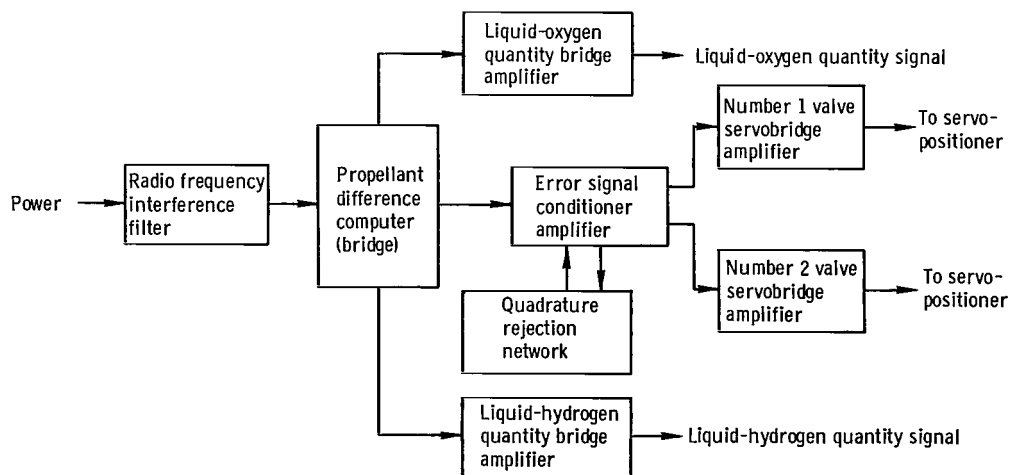 Liquid-oxygen
quantity bridge
amplifier
Liquid-oxygen quantity signal
Number 1 valve
servobridge
amplifier
To servo-
positioner
Power
Radio frequency
interference
filter
Propellant
difference
computer
(bridge)
Error signal
conditioner
amplifier
Number 2 valve
servobridge
amplifier
To servo-
positioner
Quadrature
rejection
network
Liquid-hydrogen
quantity bridge
amplifier
Liquid-hydrogen quantity signal